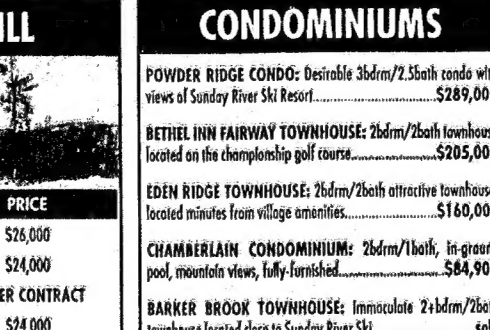 ILL
PRICE
$26,000
$24,000
ER CONTRACT
$24,000
CONDOMINIUMS
POWDER RIDGE CONDO: Desirable 3bdrm/2.5bath condo wit
views of Sunday River Ski Resort..............................$289,00
BETHEL INN FAIRWAY TOWNHOUSE: 2bdrm/2bath townhous
located on the championship golf course......................$205,00
EDEN RIDGE TOWNHOUSE: 2bdrm/2bath attractive townhous
located minutes from village amenities......................$160,00
CHAMBERLAIN CONDOMINIUM: 2bdrm/1bath, in-grour
pool, mountain views, fully-furnished......................$84,90
BARKER BROOK TOWNHOUSE: Immaculate 2+bdrm/2bat
townhouse located close to Sunday River Ski